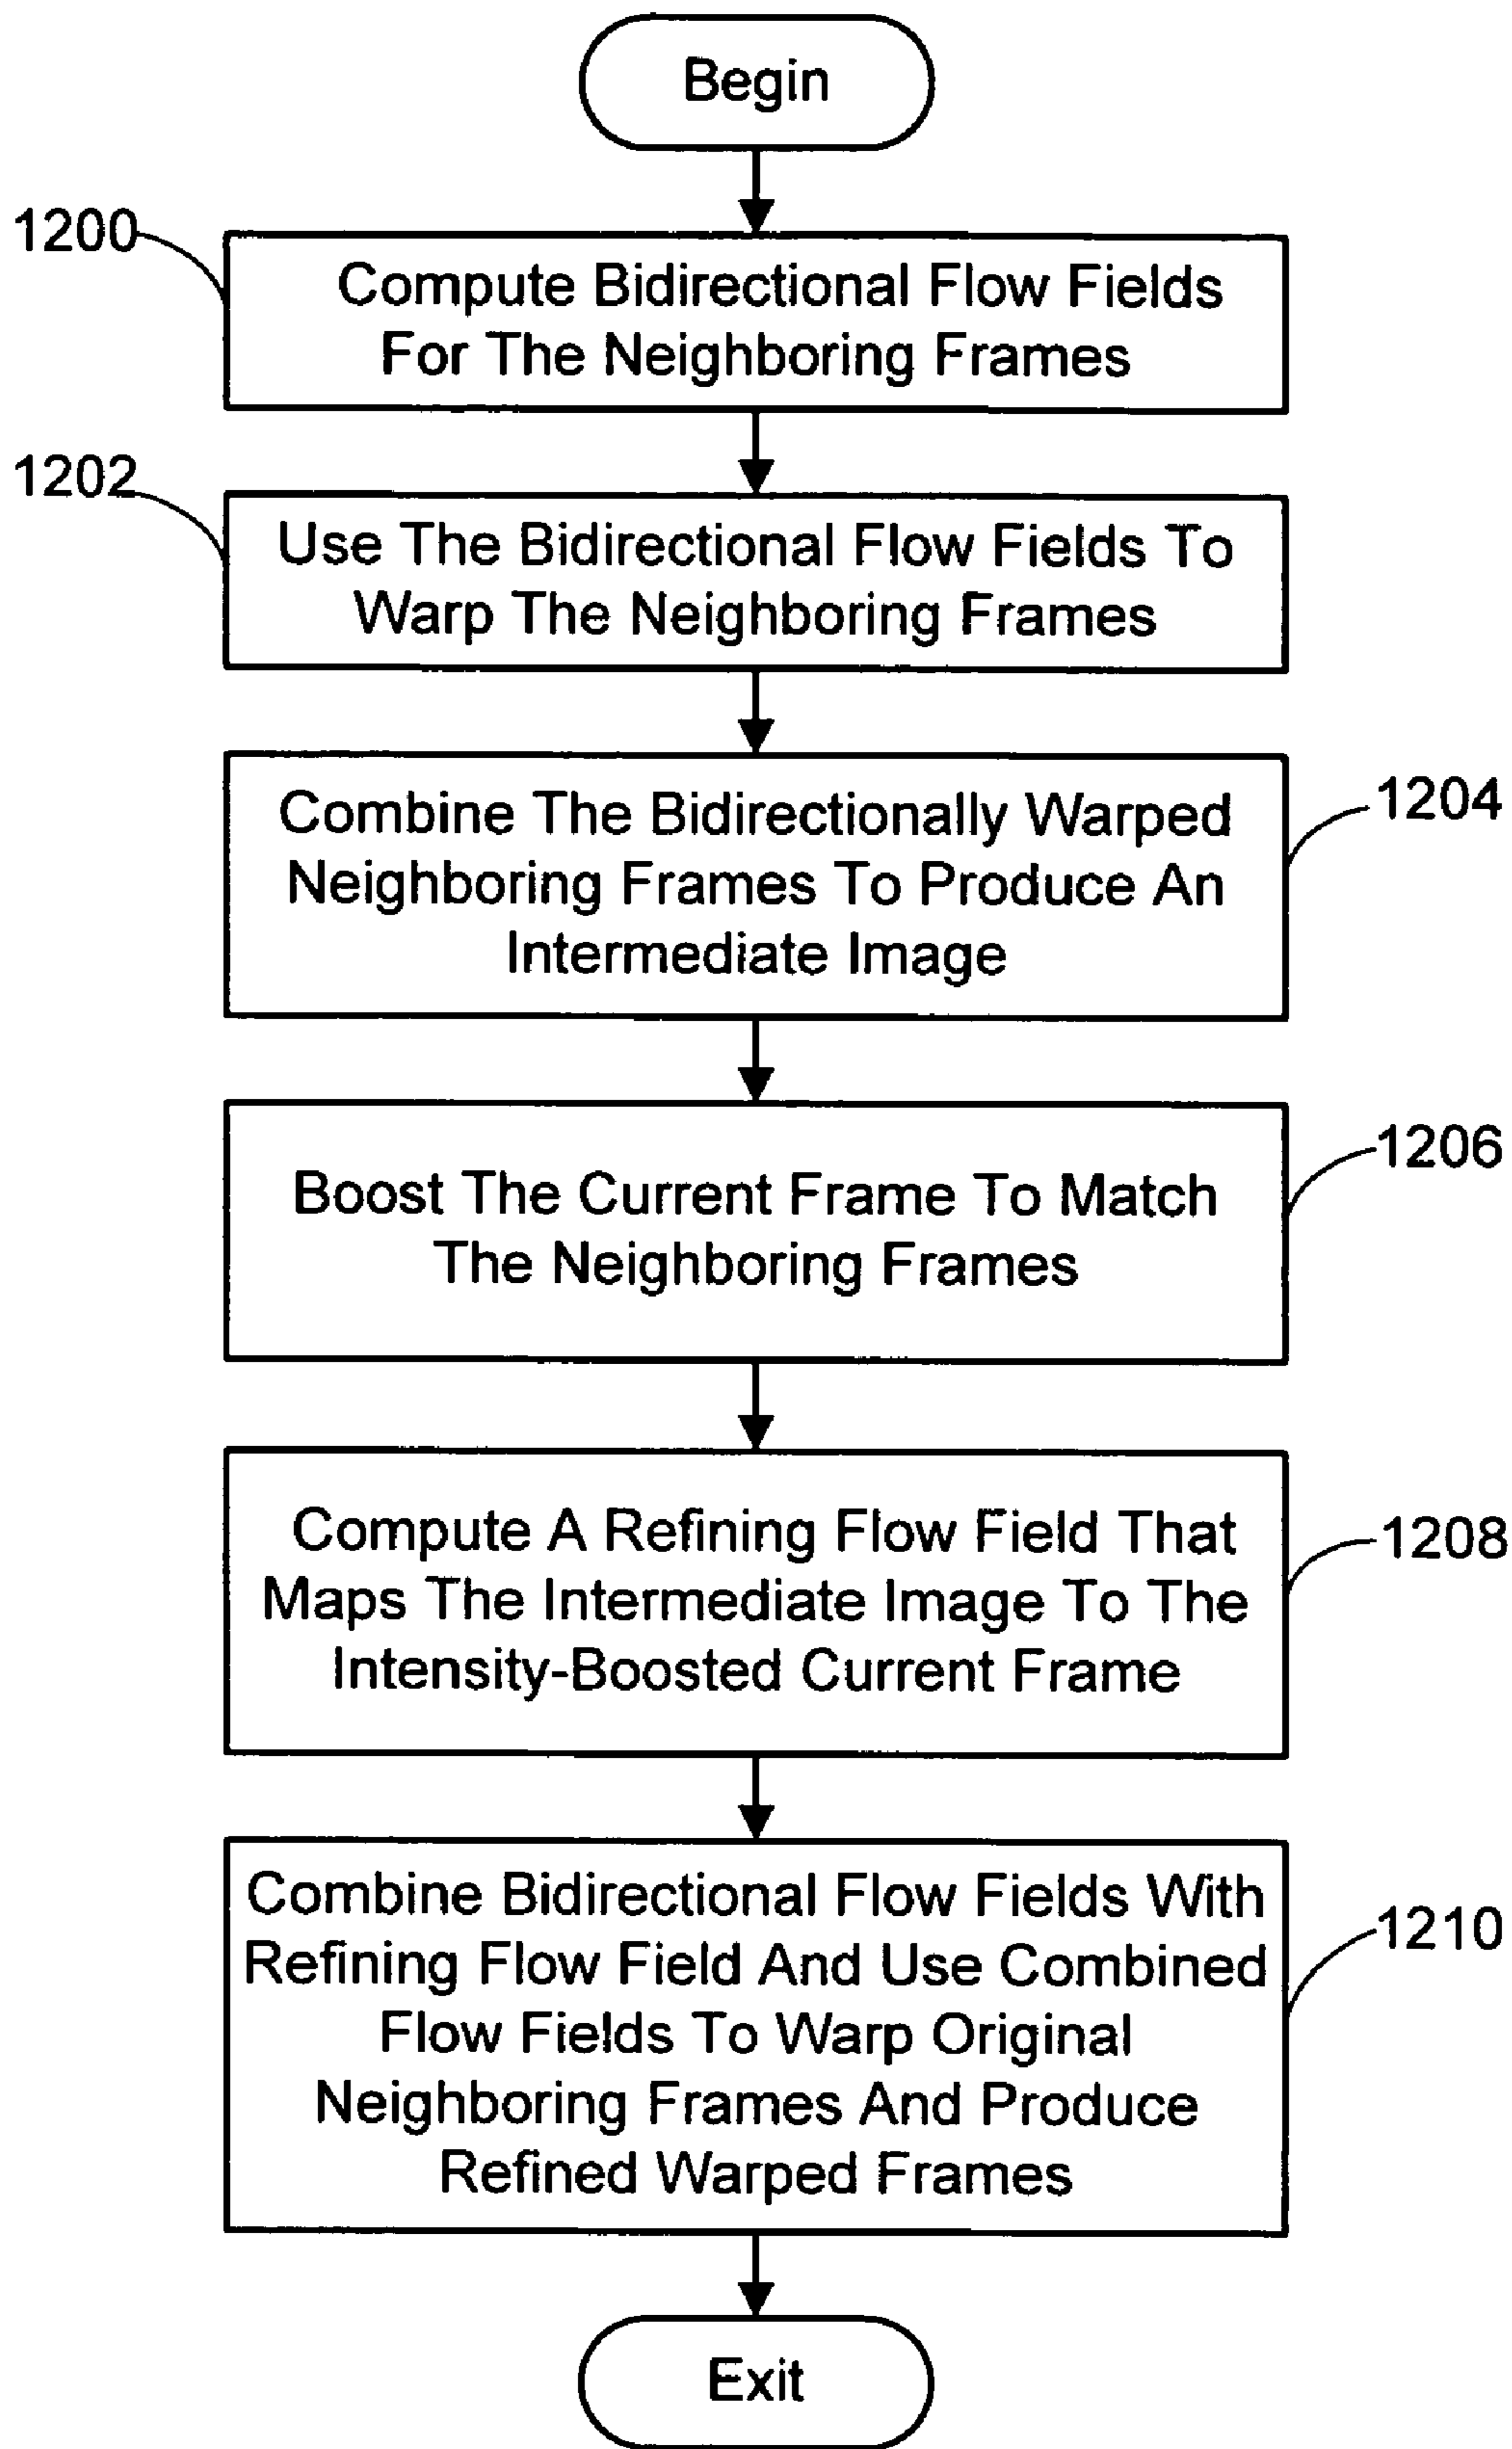 Begin
1200
Compute Bidirectional Flow Fields
For The Neighboring Frames
1202
Use The Bidirectional Flow Fields To
Warp The Neighboring Frames
Combine The Bidirectionally Warped
Neighboring Frames To Produce An
Intermediate Image
1204
Boost The Current Frame To Match
The Neighboring Frames
1206
Compute A Refining Flow Field That
Maps The Intermediate Image To The
Intensity-Boosted Current Frame
1208
Combine Bidirectional Flow Fields With
Refining Flow Field And Use Combined
Flow Fields To Warp Original
Neighboring Frames And Produce
Refined Warped Frames
1210
Exit